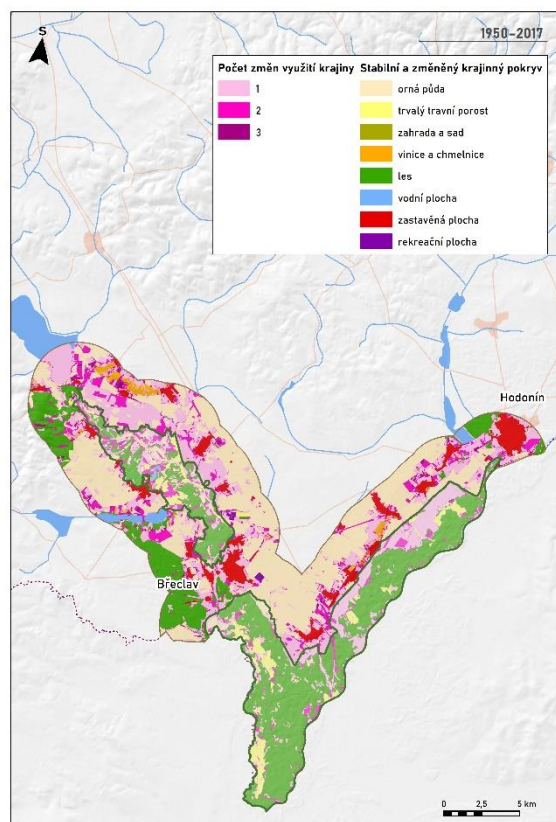 1950-2017
S
Počet změn využití krajiny
1
2
3
Stabilní a změněný krajinný pokryv
orná půda
trvalý travní porost
zahrada a sad
vinice a chmelnice
les
vodní plocha
zastavěná plocha
rekreační plocha
Hodonín
Břeclav
0 2,5 5 km